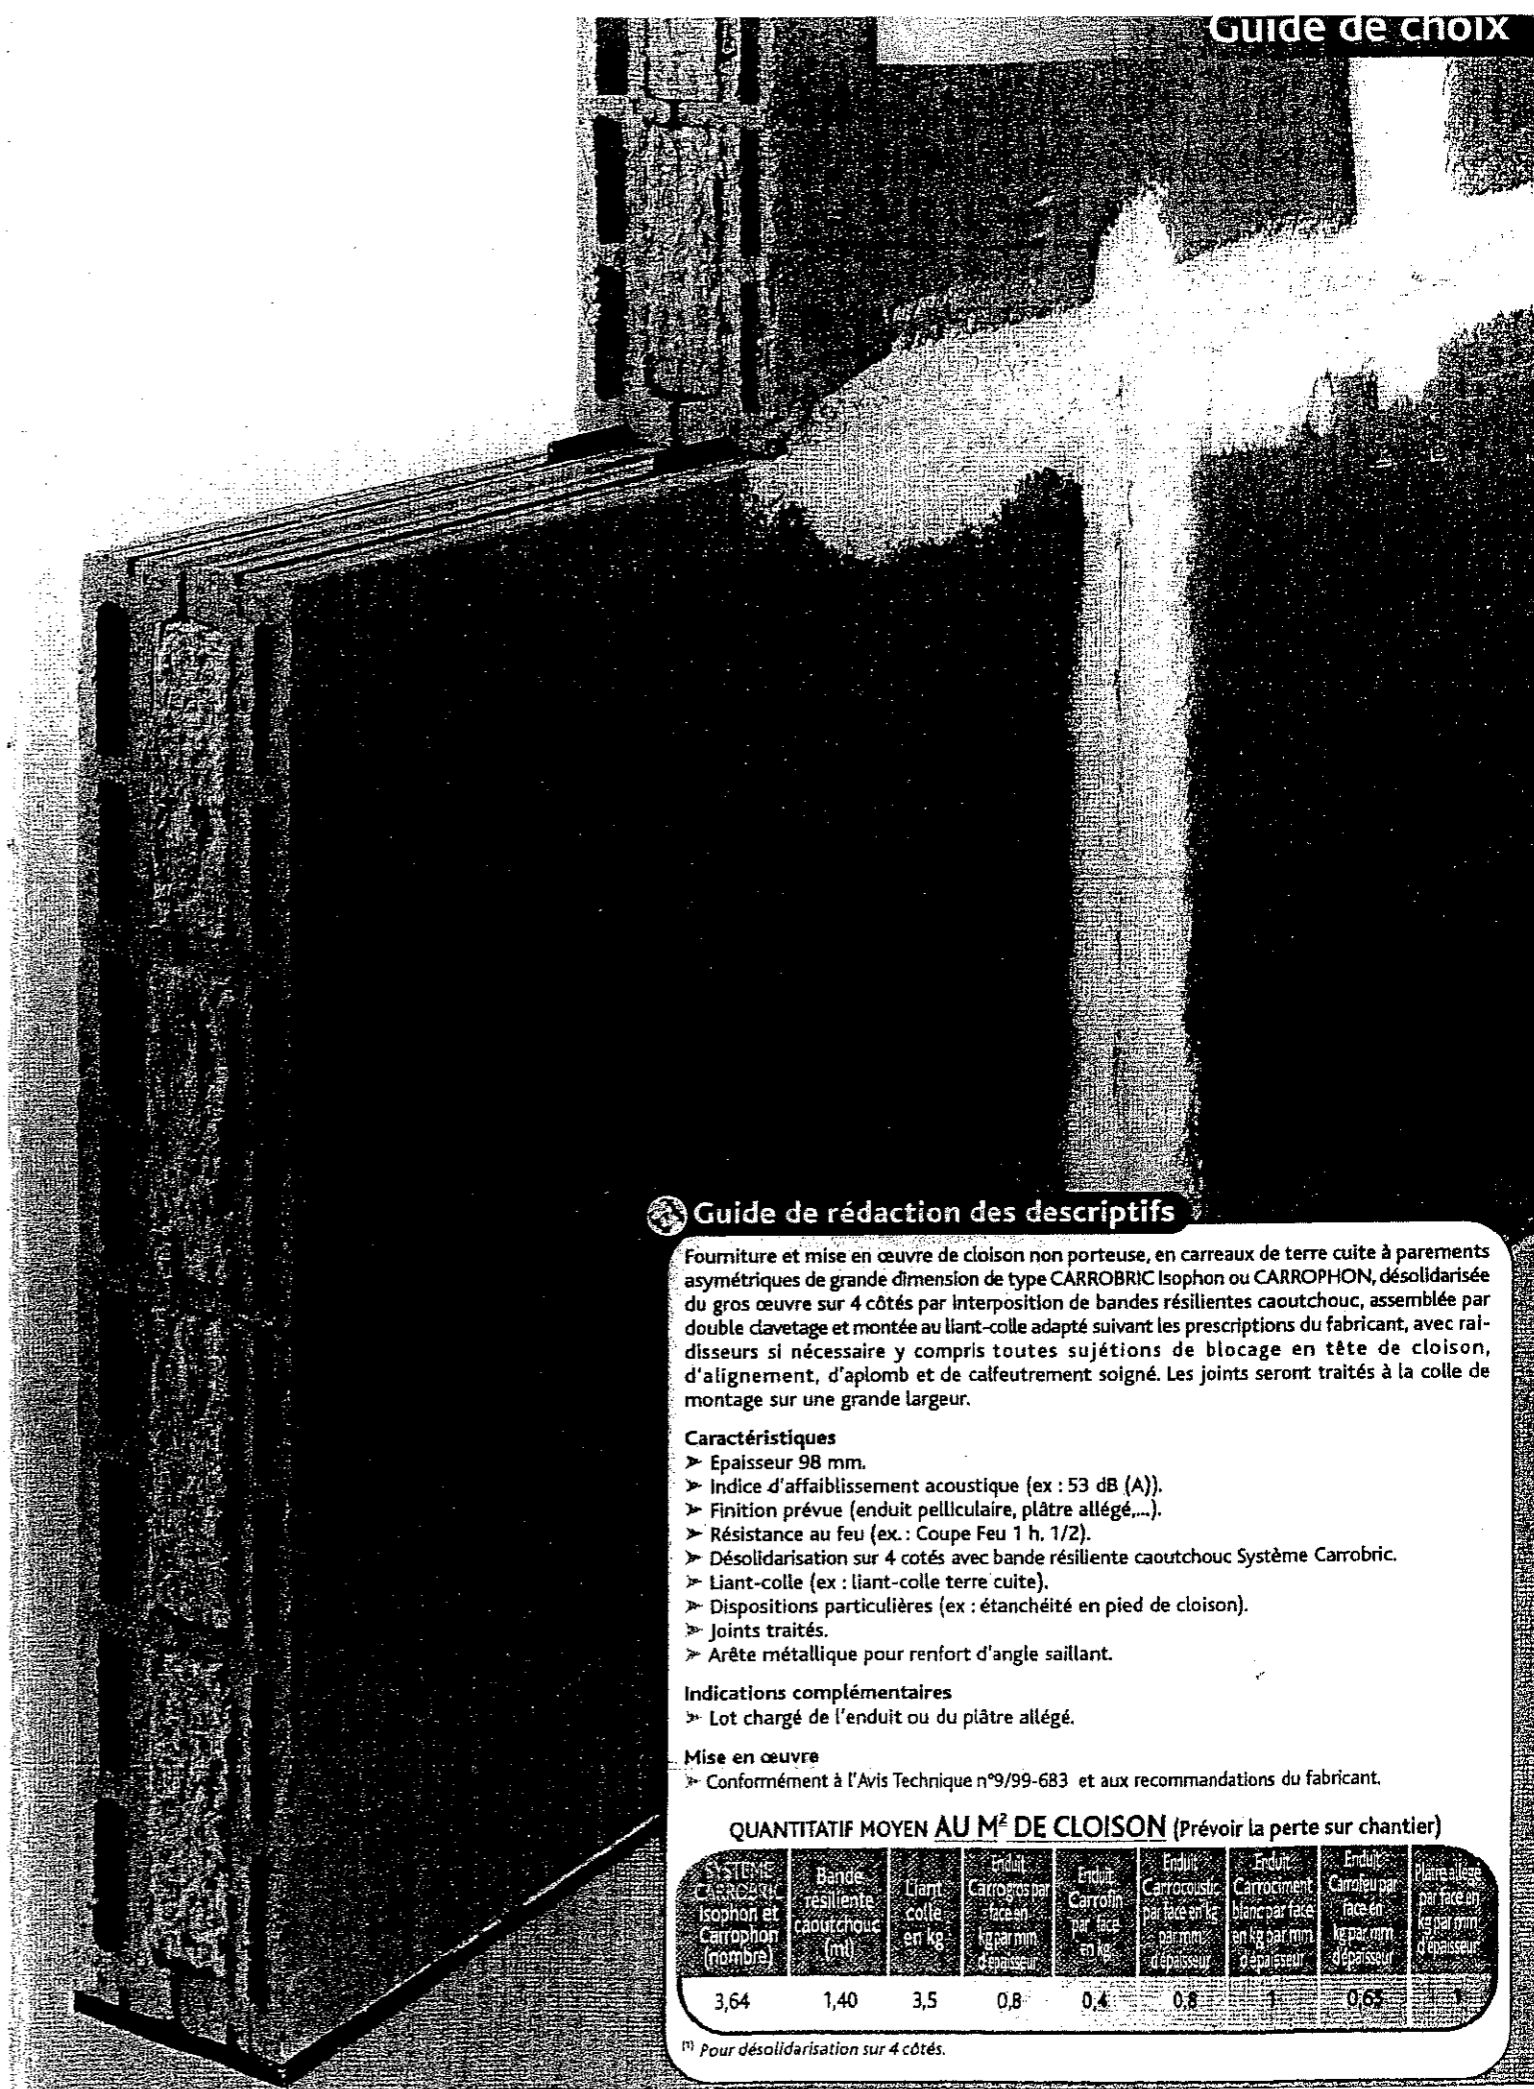 Guide de choix
Guide de rédaction des descriptifs
Fourniture et mise en œuvre de cloison non porteuse, en carreaux de terre cuite à parements
asymétriques de grande dimension de type CARROBRIC Isophon ou CARROPHON, désolidarisée
du gros œuvre sur 4 côtés par interposition de bandes résilientes caoutchouc, assemblée par
double clavetage et montée au liant-colle adapté suivant les prescriptions du fabricant, avec rai-
disseurs si nécessaire y compris toutes sujétions de blocage en tête de cloison,
d'alignement, d'aplomb et de calfeutrement soigné. Les joints seront traités à la colle de
montage sur une grande largeur.
Caractéristiques
➤ Epaisseur 98 mm.
➤ Indice d'affaiblissement acoustique (ex : 53 dB (A)).
➤ Finition prévue (enduit pelliculaire, plâtre allégé,...).
➤ Résistance au feu (ex. : Coupe Feu 1 h. 1/2).
➤ Désolidarisation sur 4 cotés avec bande résiliente caoutchouc Système Carrobric.
➤ Liant-colle (ex : liant-colle terre cuite).
➤ Dispositions particulières (ex : étanchéité en pied de cloison).
➤ Joints traités.
➤ Arête métallique pour renfort d'angle saillant.
Indications complémentaires
➤ Lot chargé de l'enduit ou du plâtre allégé.
Mise en œuvre
➤ Conformément à l'Avis Technique n°9/99-683 et aux recommandations du fabricant.
QUANTITATIF MOYEN AU M² DE CLOISON (Prévoir la perte sur chantier)
SYSTEME CARROBRIC Isophon et Carrophon (nombre)
Bande résiliente caoutchouc (ml)
Liant colle en kg
Enduit Carrogros par face en kg par mm d'épaisseur
Enduit Carrofin par face en kg
Enduit Carrocoustic par face en kg par mm d'épaisseur
Enduit Carrociment blanc par face en kg par mm d'épaisseur
Enduit Carrofeu par face en kg par mm d'épaisseur
Plâtre allégé par face en kg par mm d'épaisseur
3,64 1,40 3,5 0,8 0,4 0,8 1 0,65 1
(1) Pour désolidarisation sur 4 côtés.